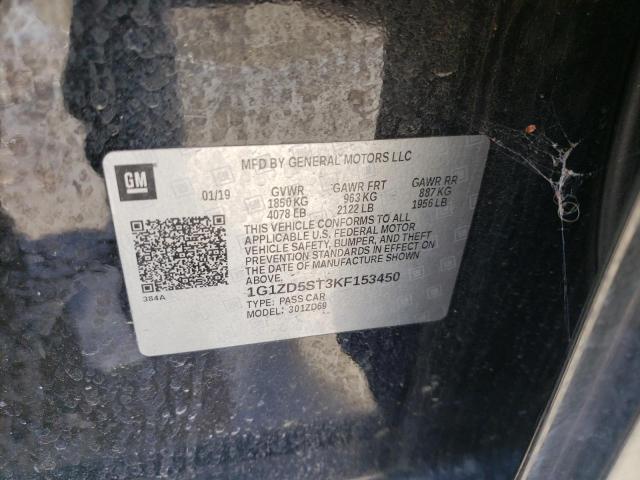 MFD BY GENERAL MOTORS LLC
GM
01/19
GVWR GAWR FRT GAWR RR
1850 KG 963 KG 887 KG
4078 LB 2122 LB 1956 LB
THIS VEHICLE CONFORMS TO ALL
APPLICABLE U.S. FEDERAL MOTOR
VEHICLE SAFETY, BUMPER, AND THEFT
PREVENTION STANDARDS IN EFFECT ON
THE DATE OF MANUFACTURE SHOWN
ABOVE.
1G1ZD5ST3KF153450
384A
TYPE: PASS CAR
MODEL: 301ZD69